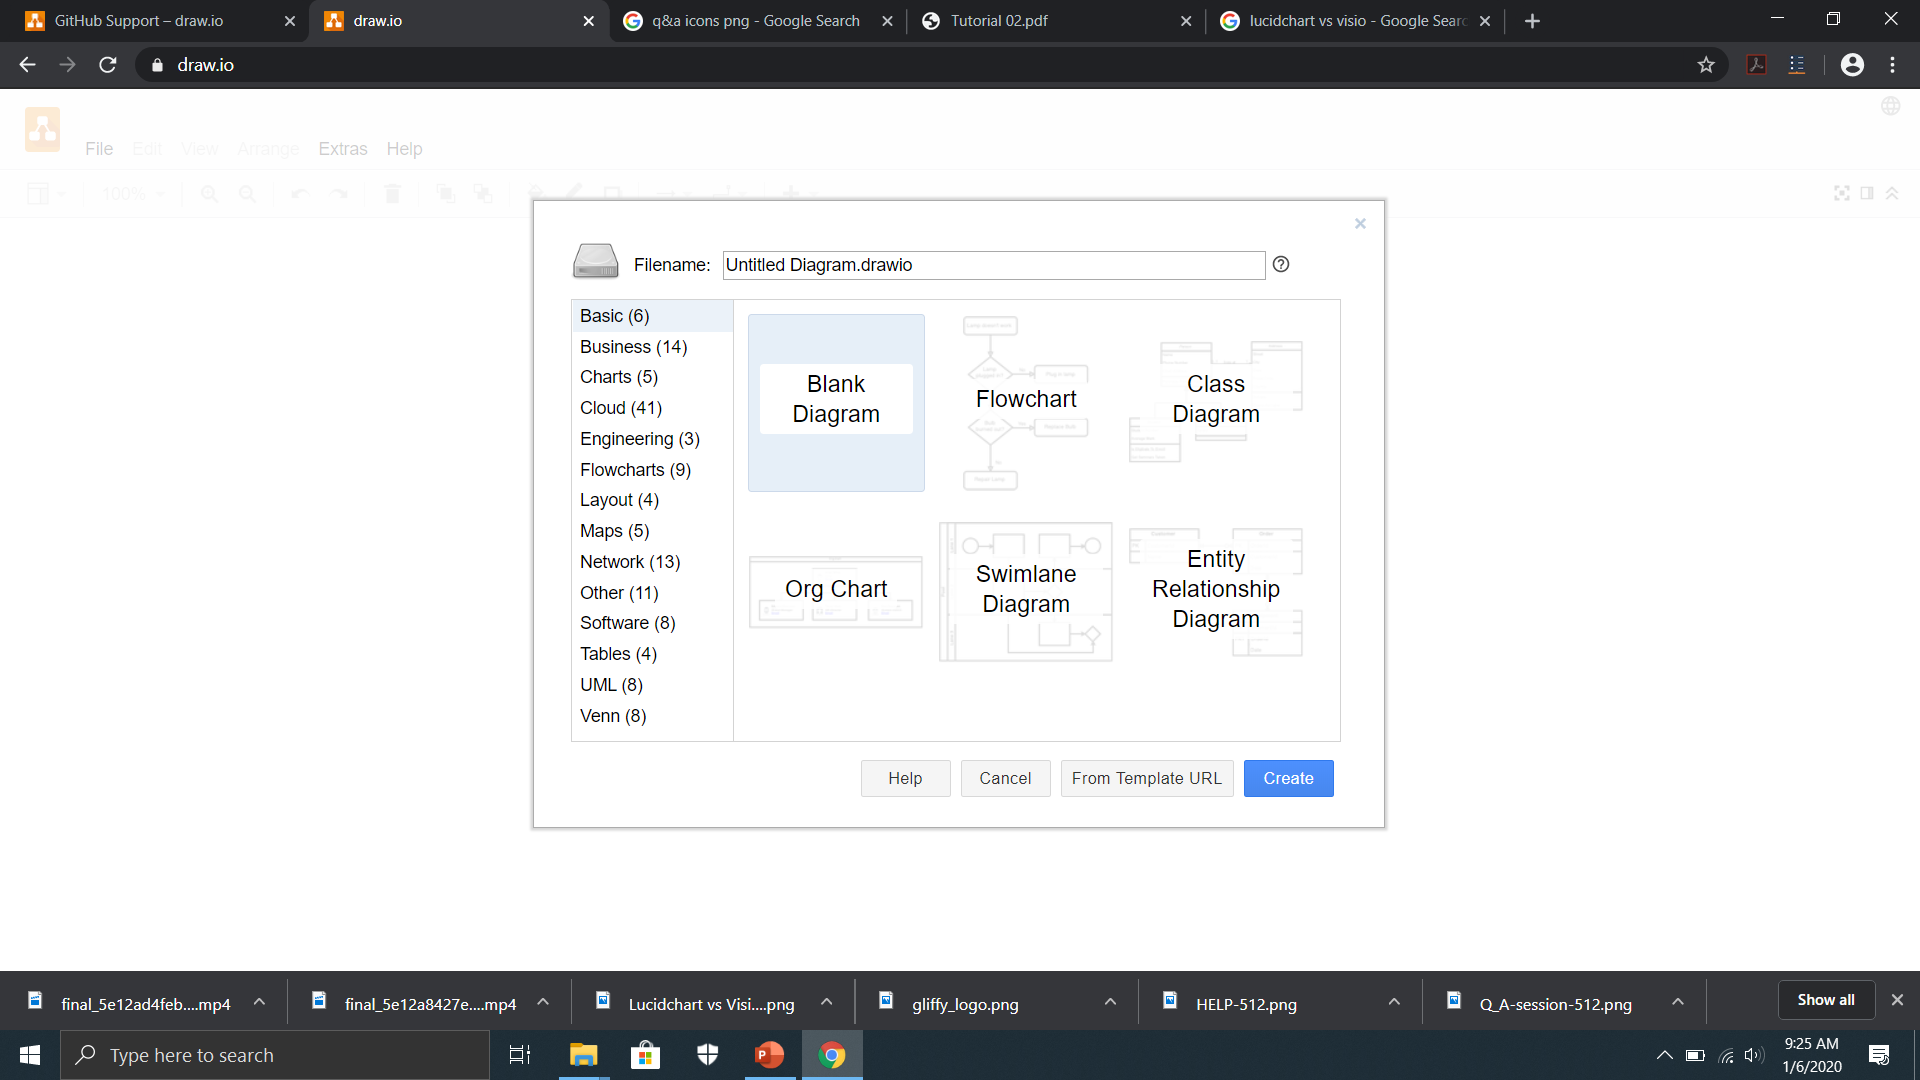 GitHub Support – draw.io
draw.io
q&a icons png - Google Search
Tutorial 02.pdf
lucidchart vs visio - Google Searc
draw.io
File Edit View Arrange Extras Help
100%
Filename: Untitled Diagram.drawio
Basic (6)
Business (14)
Charts (5)
Cloud (41)
Engineering (3)
Flowcharts (9)
Layout (4)
Maps (5)
Network (13)
Other (11)
Software (8)
Tables (4)
UML (8)
Venn (8)
Blank
Diagram
Flowchart
Class
Diagram
Org Chart
Swimlane
Diagram
Entity
Relationship
Diagram
Help
Cancel
From Template URL
Create
final_5e12ad4feb....mp4
final_5e12a8427e....mp4
Lucidchart vs Visi....png
gliffy_logo.png
HELP-512.png
Q_A-session-512.png
Show all
Type here to search
9:25 AM
1/6/2020